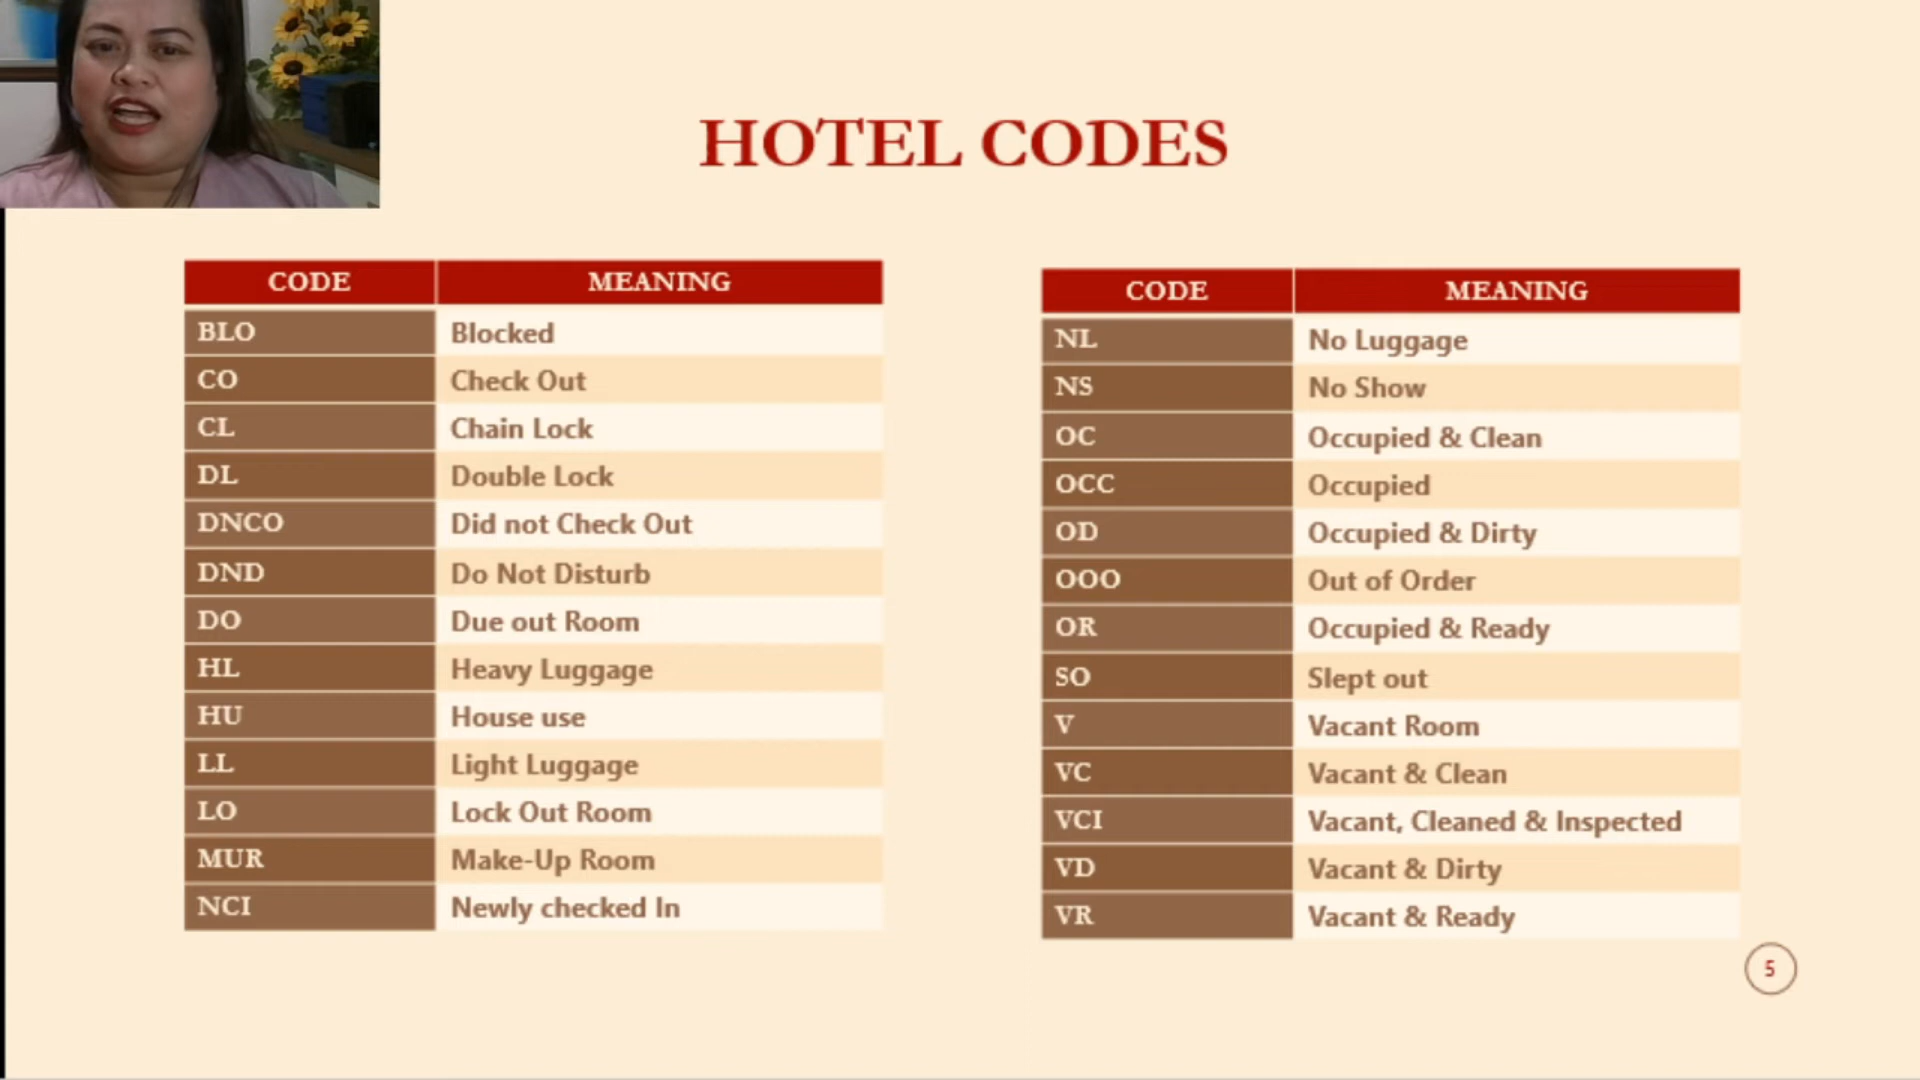 HOTEL CODES
CODE MEANING
BLO Blocked
CO Check Out
CL Chain Lock
DL Double Lock
DNCO Did not Check Out
DND Do Not Disturb
DO Due out Room
HL Heavy Luggage
HU House use
LL Light Luggage
LO Lock Out Room
MUR Make-Up Room
NCI Newly checked In
CODE MEANING
NL No Luggage
NS No Show
OC Occupied & Clean
OCC Occupied
OD Occupied & Dirty
OOO Out of Order
OR Occupied & Ready
SO Slept out
V Vacant Room
VC Vacant & Clean
VCI Vacant, Cleaned & Inspected
VD Vacant & Dirty
VR Vacant & Ready
5